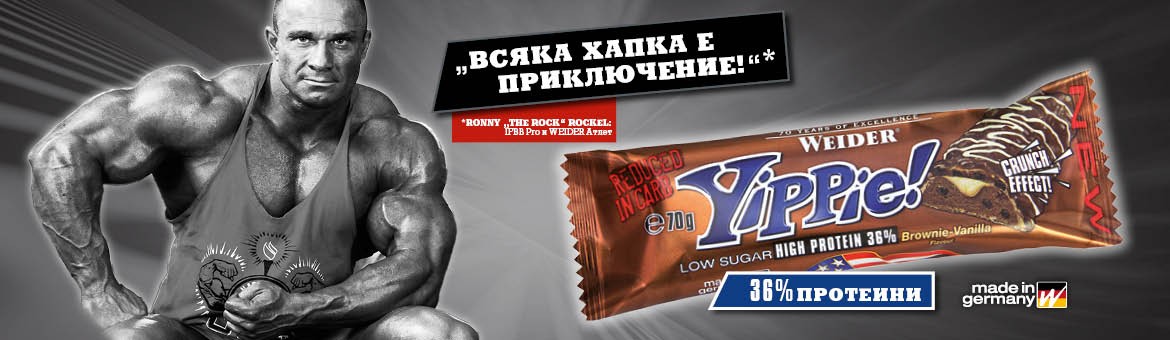 „ВСЯКА ХАПКА Е
ПРИКЛЮЧЕНИЕ!“*
*RONNY „THE ROCK“ ROCKEL:
IFBB Pro и WEIDER Атлет
70 YEARS OF EXCELLENCE
WEIDER
NEW
REDUCED
IN CARB
YiPPie!
CRUNCH
EFFECT!
e 70g
LOW SUGAR HIGH PROTEIN 36% Brownie-Vanilla
Flavour
36% ПРОТЕИНИ
made in
germany W